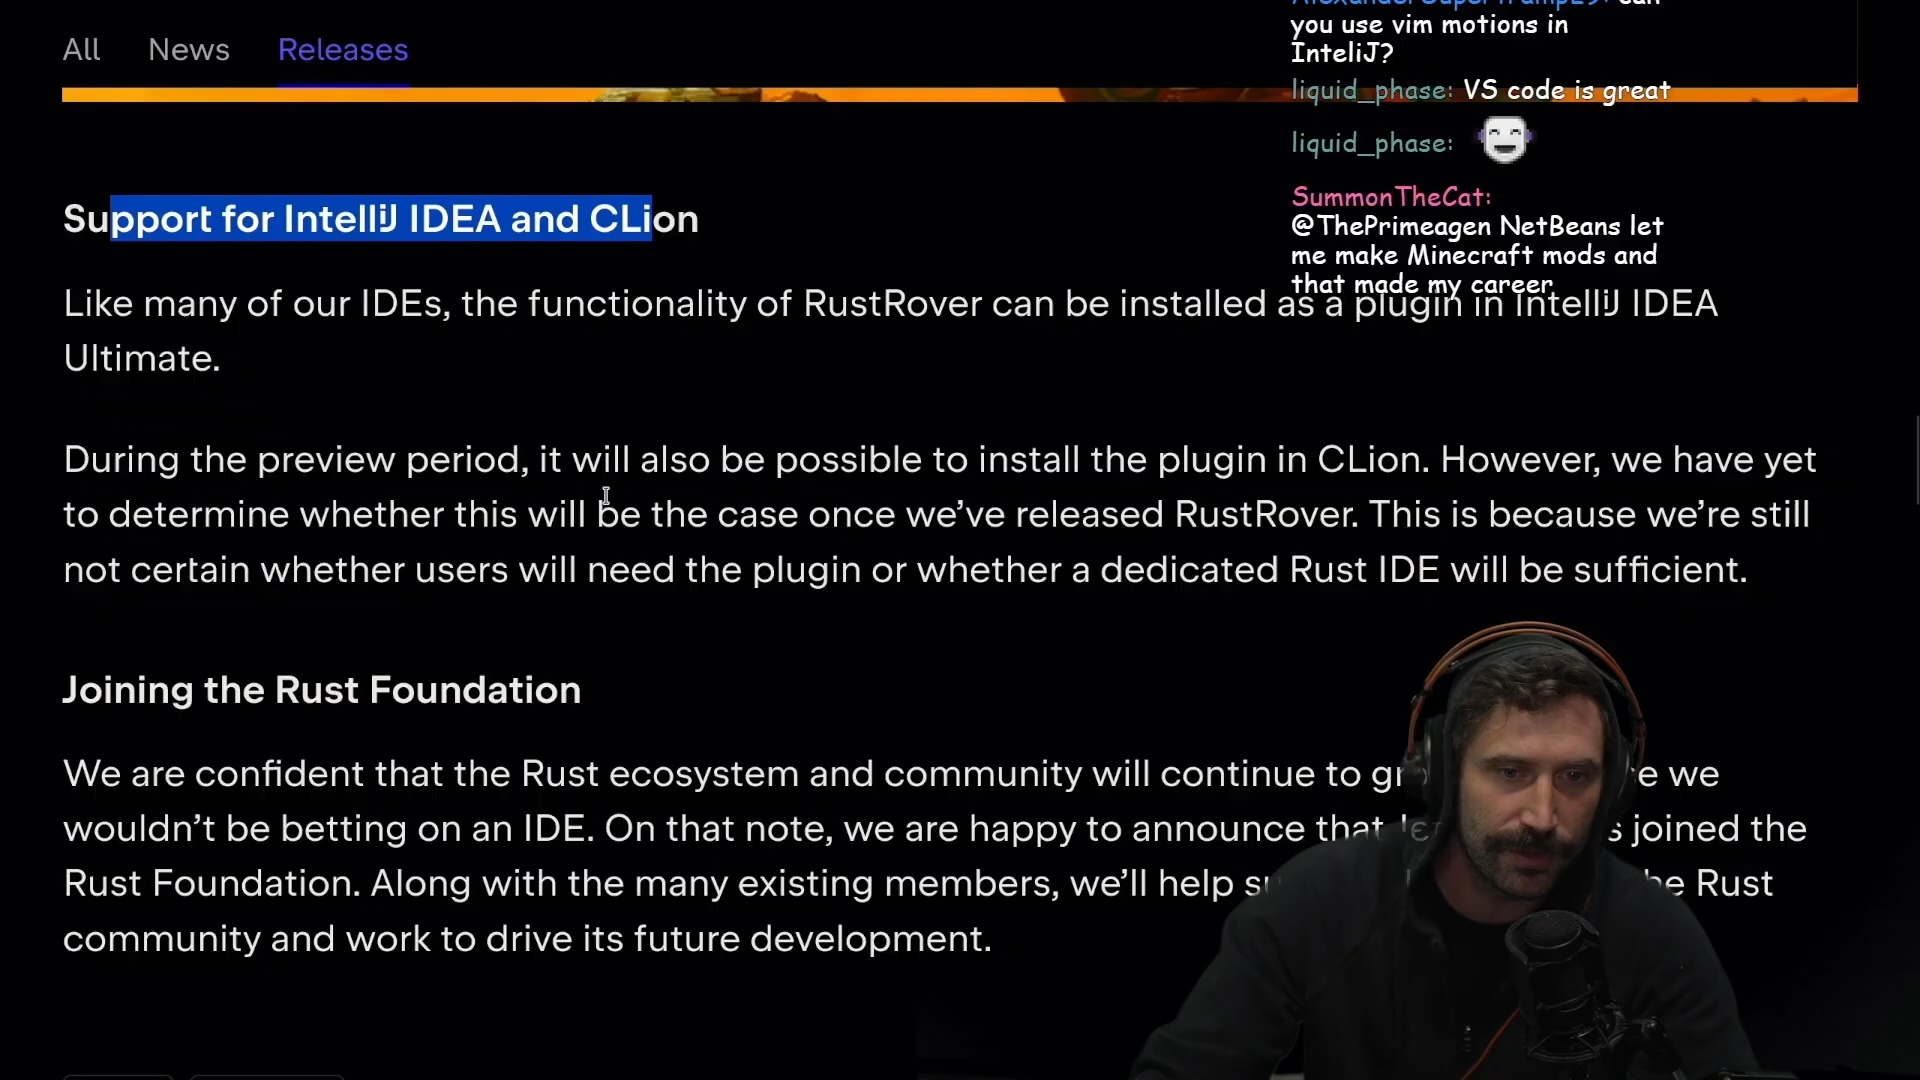 All News Releases
you use vim motions in
InteliJ?
liquid_phase: VS code is great
liquid_phase:
SummonTheCat:
@ThePrimeagen NetBeans let
me make Minecraft mods and
that made my career
Support for IntelliJ IDEA and CLion
Like many of our IDEs, the functionality of RustRover can be installed as a plugin in IntelliJ IDEA
Ultimate.
During the preview period, it will also be possible to install the plugin in CLion. However, we have yet
to determine whether this will be the case once we’ve released RustRover. This is because we’re still
not certain whether users will need the plugin or whether a dedicated Rust IDE will be sufficient.
Joining the Rust Foundation
We are confident that the Rust ecosystem and community will continue to we
wouldn’t be betting on an IDE. On that note, we are happy to announce that joined the
Rust Foundation. Along with the many existing members, we’ll help Rust
community and work to drive its future development.